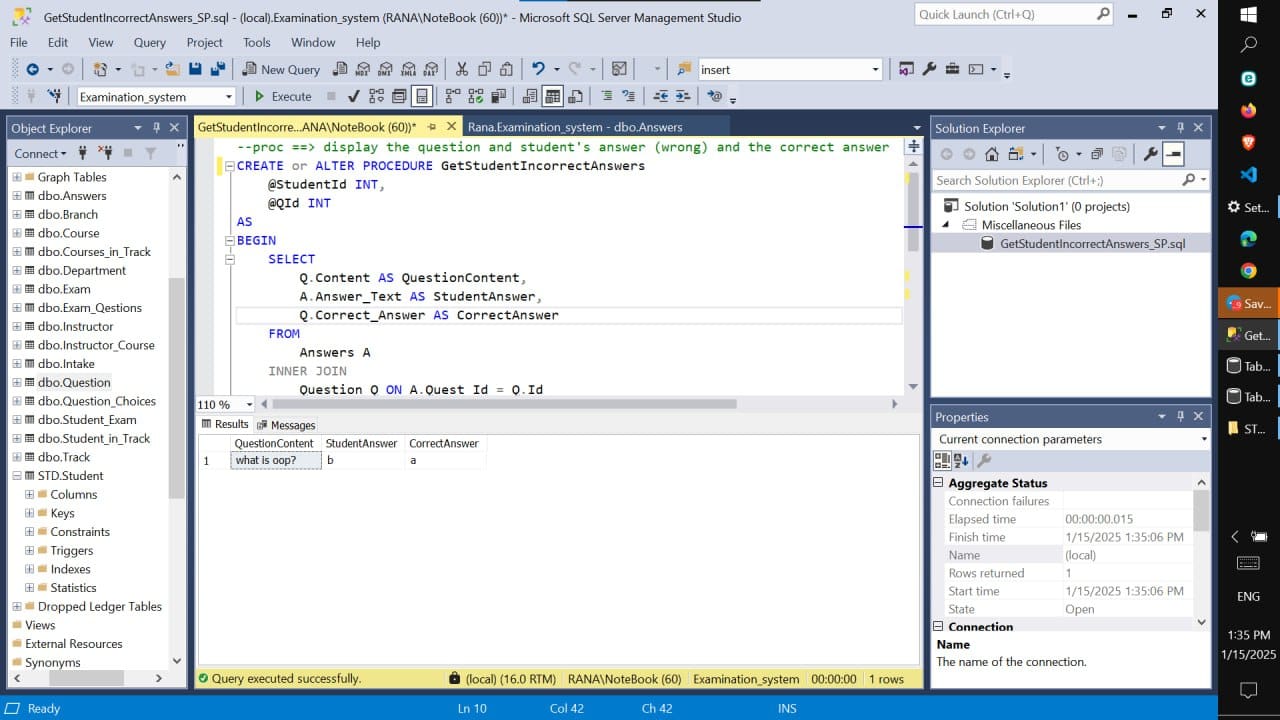 GetStudentIncorrectAnswers_SP.sql - (local).Examination_system (RANA\NoteBook (60))* - Microsoft SQL Server Management Studio
Quick Launch (Ctrl+Q)
File Edit View Query Project Tools Window Help
New Query
MDX DMX XMLA DAX
insert
Examination_system
Execute
Object Explorer
Connect
Graph Tables
dbo.Answers
dbo.Branch
dbo.Course
dbo.Courses_in_Track
dbo.Department
dbo.Exam
dbo.Exam_Qestions
dbo.Instructor
dbo.Instructor_Course
dbo.Intake
dbo.Question
dbo.Question_Choices
dbo.Student_Exam
dbo.Student_in_Track
dbo.Track
STD.Student
Columns
Keys
Constraints
Triggers
Indexes
Statistics
Dropped Ledger Tables
Views
External Resources
Synonyms
GetStudentIncorre...ANA\NoteBook (60))*
Rana.Examination_system - dbo.Answers
--proc ==> display the question and student's answer (wrong) and the correct answer
CREATE or ALTER PROCEDURE GetStudentIncorrectAnswers
@StudentId INT,
@QId INT
AS
BEGIN
SELECT
Q.Content AS QuestionContent,
A.Answer_Text AS StudentAnswer,
Q.Correct_Answer AS CorrectAnswer
FROM
Answers A
INNER JOIN
Question Q ON A.Quest_Id = Q.Id
110 %
Results Messages
QuestionContent StudentAnswer CorrectAnswer
1 what is oop? b a
Query executed successfully.
(local) (16.0 RTM) RANA\NoteBook (60) Examination_system 00:00:00 1 rows
Solution Explorer
Search Solution Explorer (Ctrl+;)
Solution 'Solution1' (0 projects)
Miscellaneous Files
GetStudentIncorrectAnswers_SP.sql
Properties
Current connection parameters
Aggregate Status
Connection failures
Elapsed time 00:00:00.015
Finish time 1/15/2025 1:35:06 PM
Name (local)
Rows returned 1
Start time 1/15/2025 1:35:06 PM
State Open
Connection
Name
The name of the connection.
Ready
Ln 10 Col 42 Ch 42 INS
Set...
Sav...
Get...
Tab...
Tab...
ST...
ENG
1:35 PM
1/15/2025